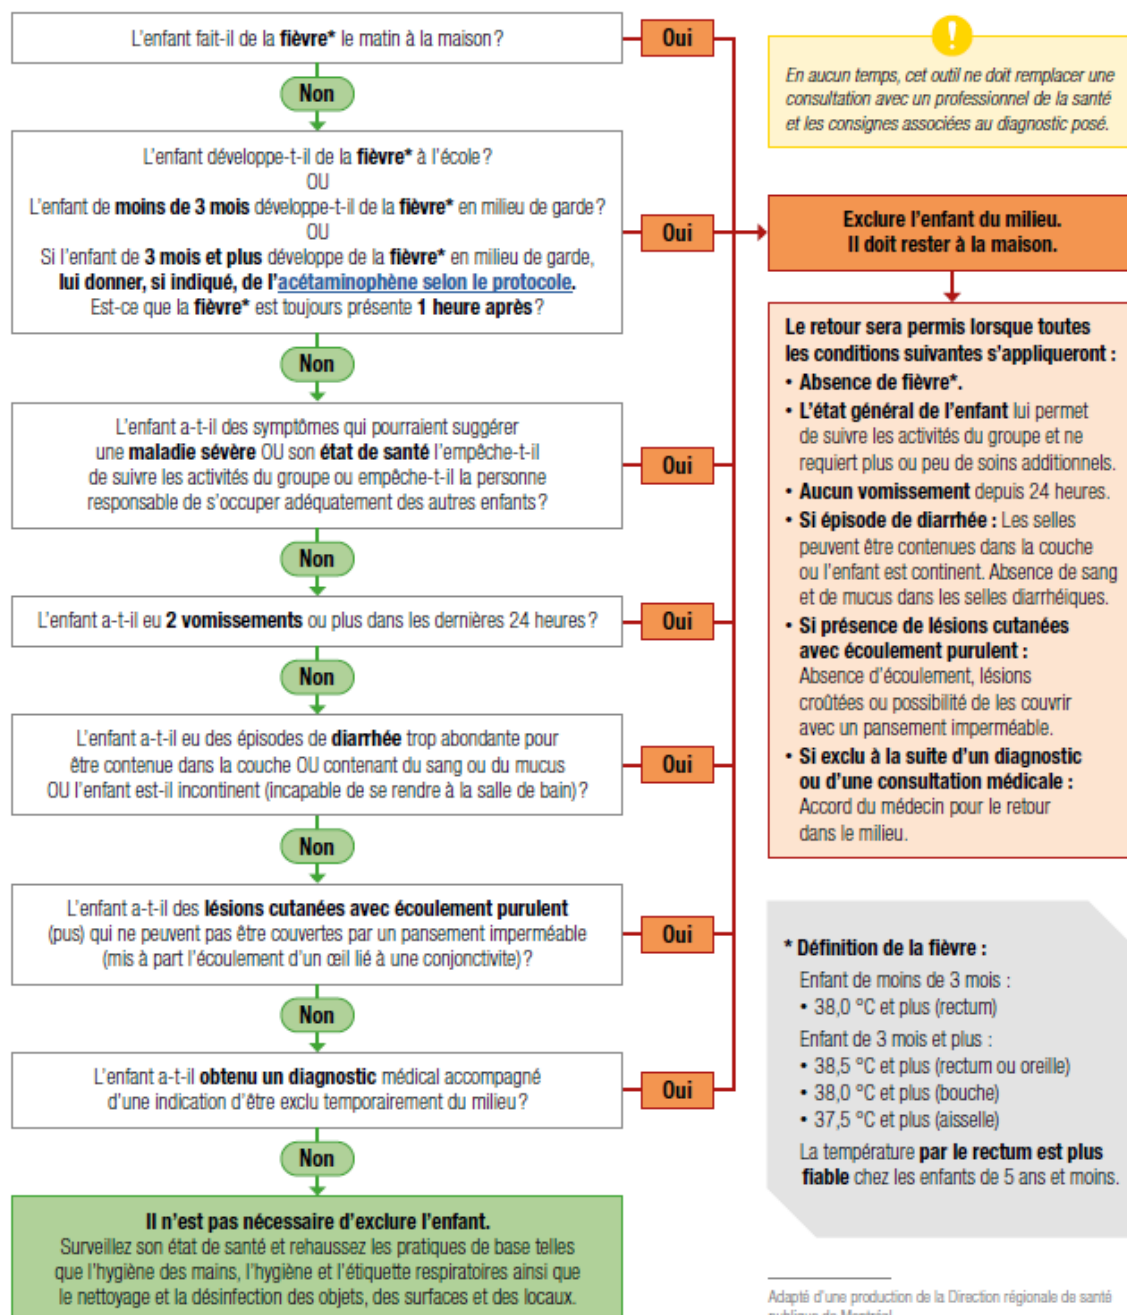 L'enfant fait-il de la fièvre* le matin à la maison?
Oui
Non
L'enfant développe-t-il de la fièvre* à l'école?
OU
L'enfant de moins de 3 mois développe-t-il de la fièvre* en milieu de garde?
OU
Si l'enfant de 3 mois et plus développe de la fièvre* en milieu de garde,
lui donner, si indiqué, de l'acétaminophène selon le protocole.
Est-ce que la fièvre* est toujours présente 1 heure après?
Oui
Non
L'enfant a-t-il des symptômes qui pourraient suggérer
une maladie sévère OU son état de santé l'empêche-t-il
de suivre les activités du groupe ou empêche-t-il la personne
responsable de s'occuper adéquatement des autres enfants?
Oui
Non
L'enfant a-t-il eu 2 vomissements ou plus dans les dernières 24 heures?
Oui
Non
L'enfant a-t-il eu des épisodes de diarrhée trop abondante pour
être contenue dans la couche OU contenant du sang ou du mucus
OU l'enfant est-il incontinent (incapable de se rendre à la salle de bain)?
Oui
Non
L'enfant a-t-il des lésions cutanées avec écoulement purulent
(pus) qui ne peuvent pas être couvertes par un pansement imperméable
(mis à part l'écoulement d'un œil lié à une conjonctivite)?
Oui
Non
L'enfant a-t-il obtenu un diagnostic médical accompagné
d'une indication d'être exclu temporairement du milieu?
Oui
Non
Il n'est pas nécessaire d'exclure l'enfant.
Surveillez son état de santé et rehaussez les pratiques de base telles
que l'hygiène des mains, l'hygiène et l'étiquette respiratoires ainsi que
le nettoyage et la désinfection des objets, des surfaces et des locaux.
!
En aucun temps, cet outil ne doit remplacer une
consultation avec un professionnel de la santé
et les consignes associées au diagnostic posé.
Exclure l'enfant du milieu.
Il doit rester à la maison.
Le retour sera permis lorsque toutes
les conditions suivantes s'appliqueront :
• Absence de fièvre*.
• L'état général de l'enfant lui permet
de suivre les activités du groupe et ne
requiert plus ou peu de soins additionnels.
• Aucun vomissement depuis 24 heures.
• Si épisode de diarrhée : Les selles
peuvent être contenues dans la couche
ou l'enfant est continent. Absence de sang
et de mucus dans les selles diarrhéiques.
• Si présence de lésions cutanées
avec écoulement purulent :
Absence d'écoulement, lésions
croûtées ou possibilité de les couvrir
avec un pansement imperméable.
• Si exclu à la suite d'un diagnostic
ou d'une consultation médicale :
Accord du médecin pour le retour
dans le milieu.
* Définition de la fièvre :
Enfant de moins de 3 mois :
• 38,0 °C et plus (rectum)
Enfant de 3 mois et plus :
• 38,5 °C et plus (rectum ou oreille)
• 38,0 °C et plus (bouche)
• 37,5 °C et plus (aisselle)
La température par le rectum est plus
fiable chez les enfants de 5 ans et moins.
Adapté d'une production de la Direction régionale de santé
publique de Montréal